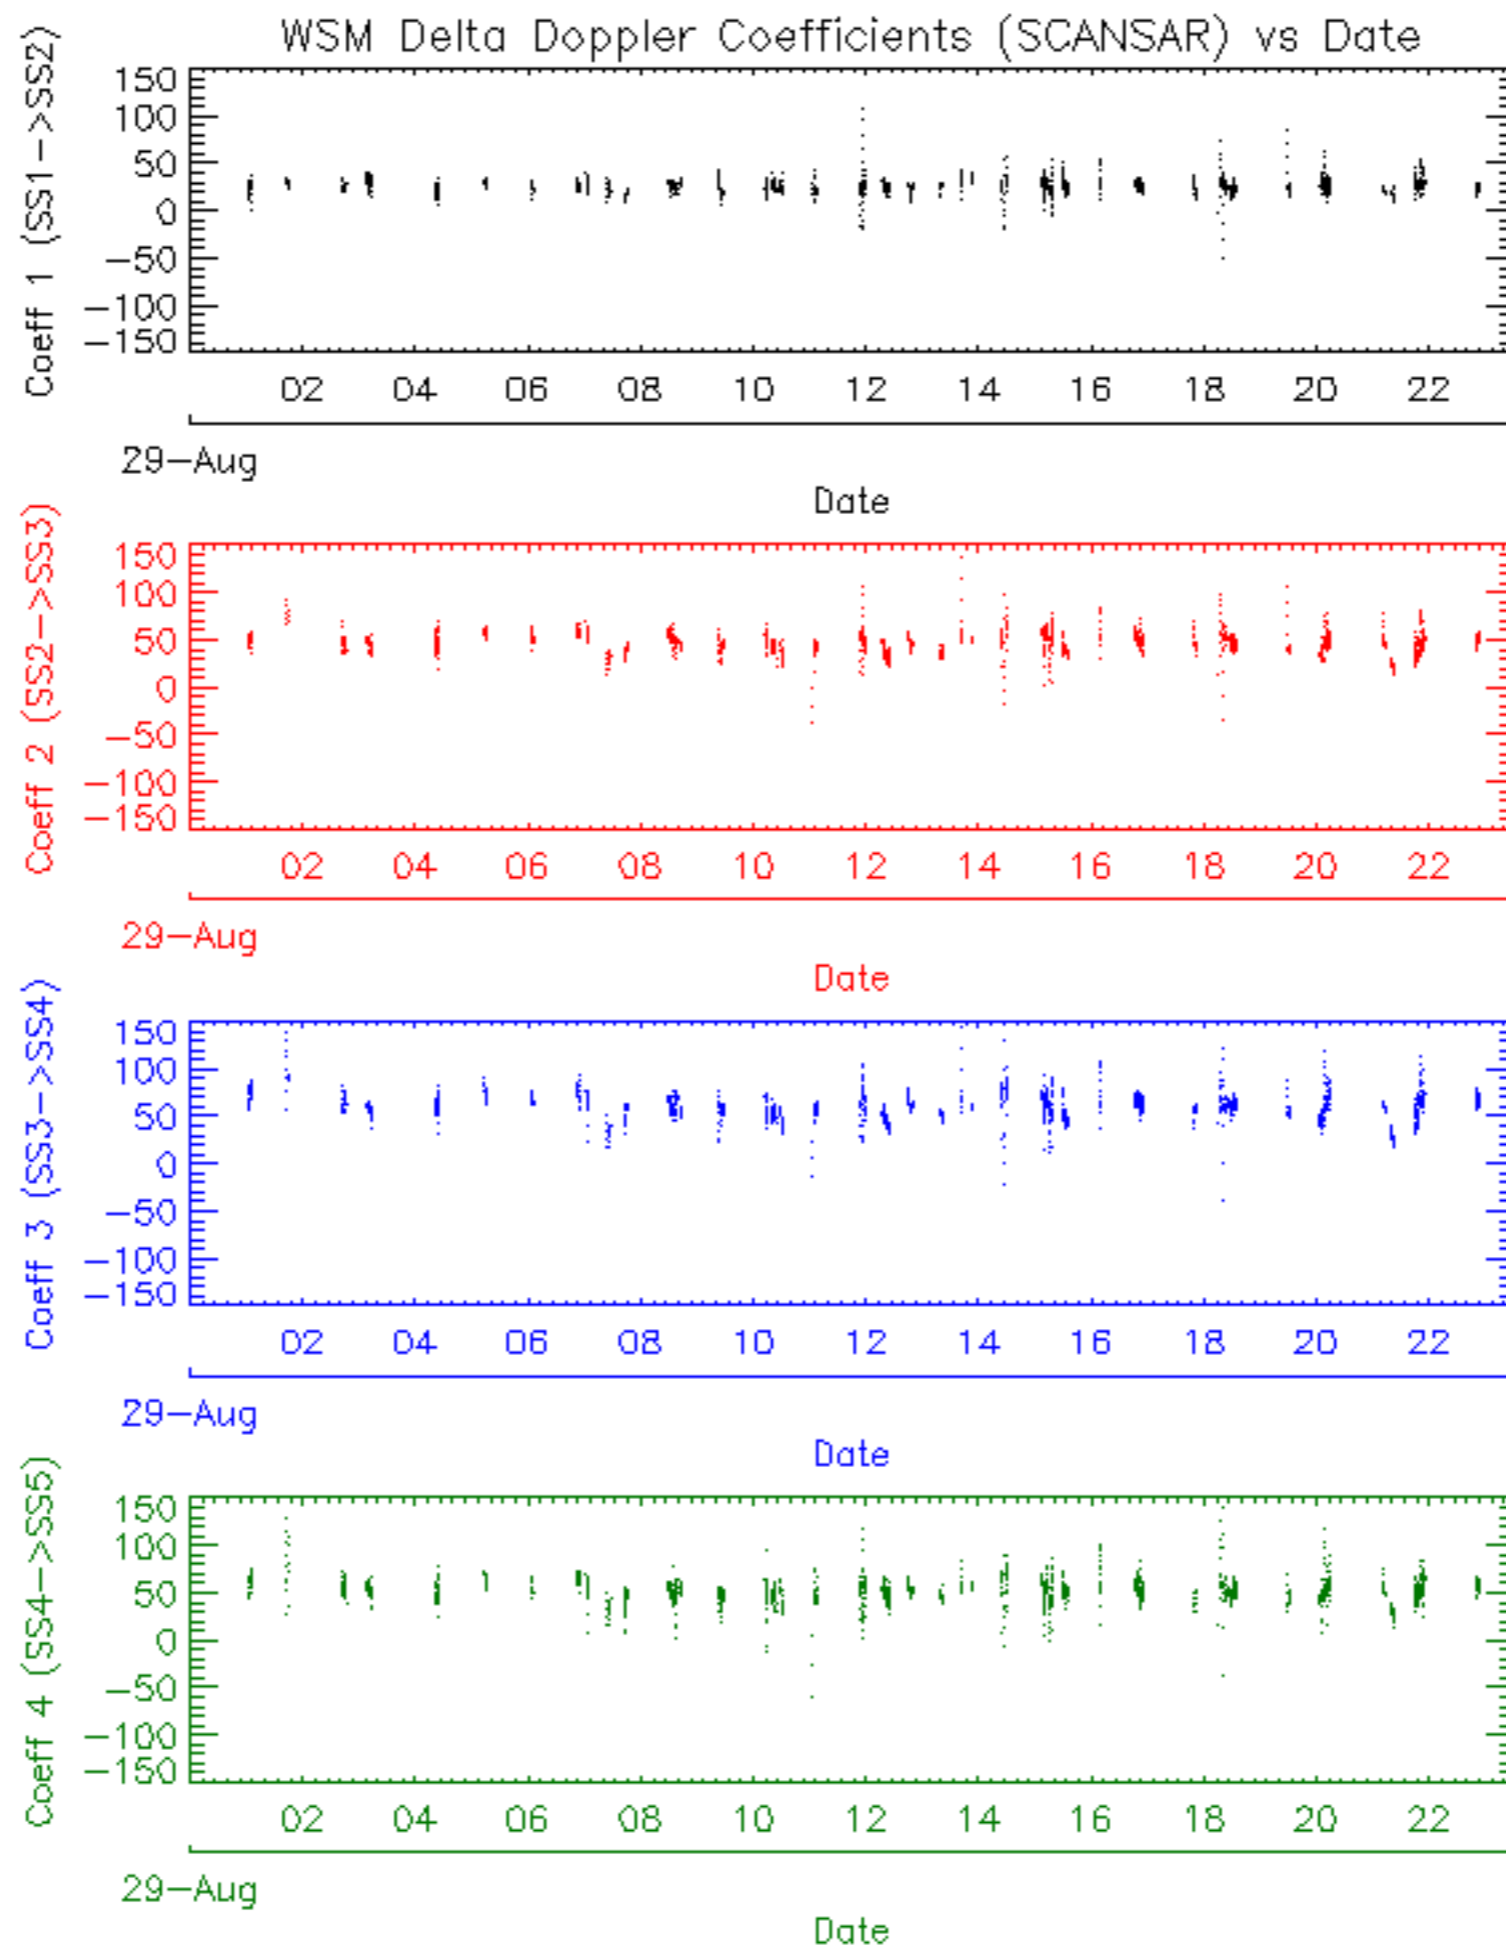 WSM Delta Doppler Coefficients (SCANSAR) vs Date
Coeff 1 (SS1->SS2)
150
100
50
0
-50
-100
-150
02 04 06 08 10 12 14 16 18 20 22
29-Aug
Date
Coeff 2 (SS2->SS3)
150
100
50
0
-50
-100
-150
02 04 06 08 10 12 14 16 18 20 22
29-Aug
Date
Coeff 3 (SS3->SS4)
150
100
50
0
-50
-100
-150
02 04 06 08 10 12 14 16 18 20 22
29-Aug
Date
Coeff 4 (SS4->SS5)
150
100
50
0
-50
-100
-150
02 04 06 08 10 12 14 16 18 20 22
29-Aug
Date